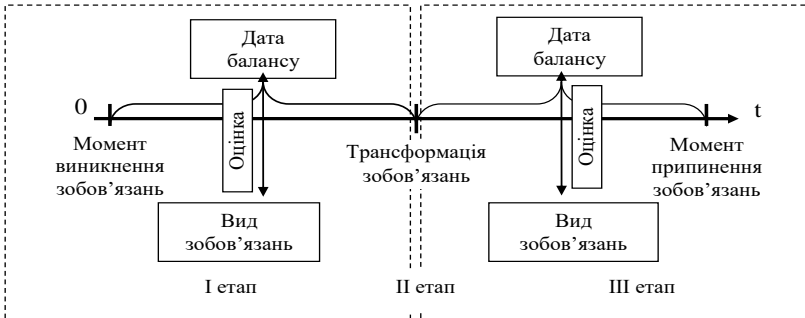 Дата
балансу
Дата
балансу
0
Оцінка
Оцінка
t
Момент
виникнення
зобов’язань
Трансформація
зобов’язань
Момент
припинення
зобов’язань
Вид
зобов’язань
Вид
зобов’язань
I етап
II етап
III етап